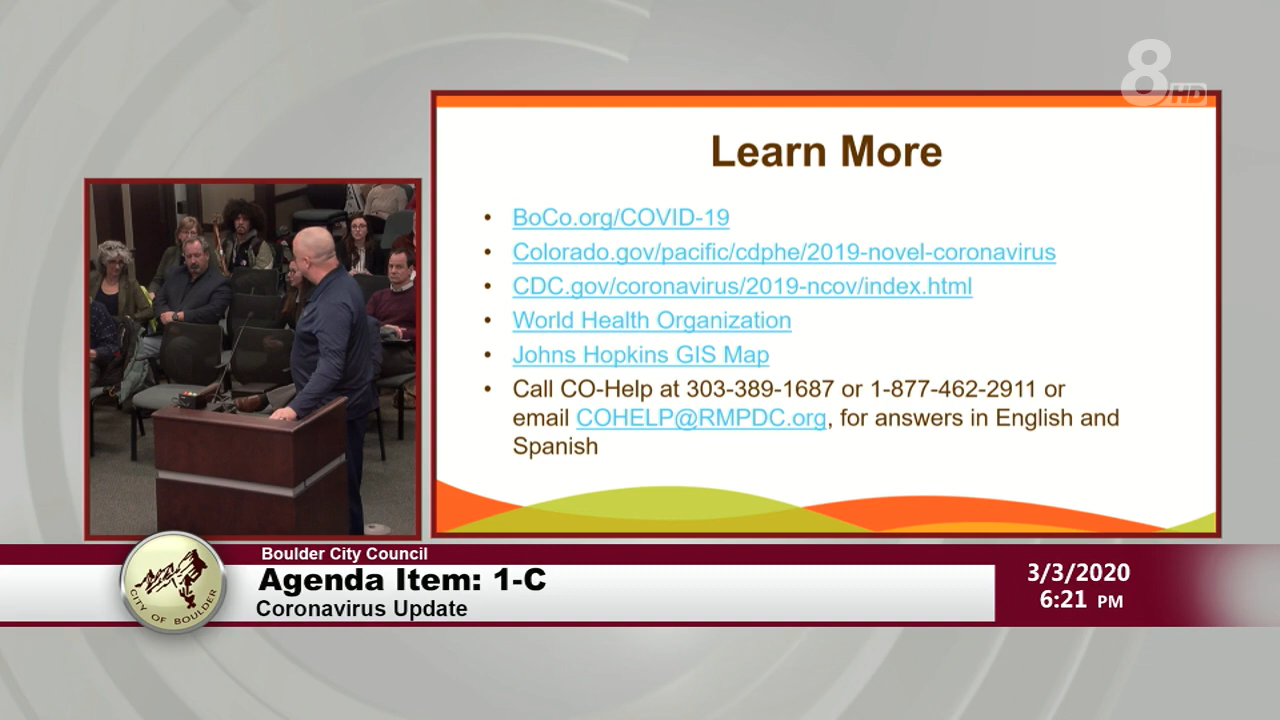 8HD
Learn More
• BoCo.org/COVID-19
• Colorado.gov/pacific/cdphe/2019-novel-coronavirus
• CDC.gov/coronavirus/2019-ncov/index.html
• World Health Organization
• Johns Hopkins GIS Map
• Call CO-Help at 303-389-1687 or 1-877-462-2911 or
email COHELP@RMPDC.org, for answers in English and
Spanish
Boulder City Council
Agenda Item: 1-C
Coronavirus Update
3/3/2020
6:21 PM
CITY OF BOULDER